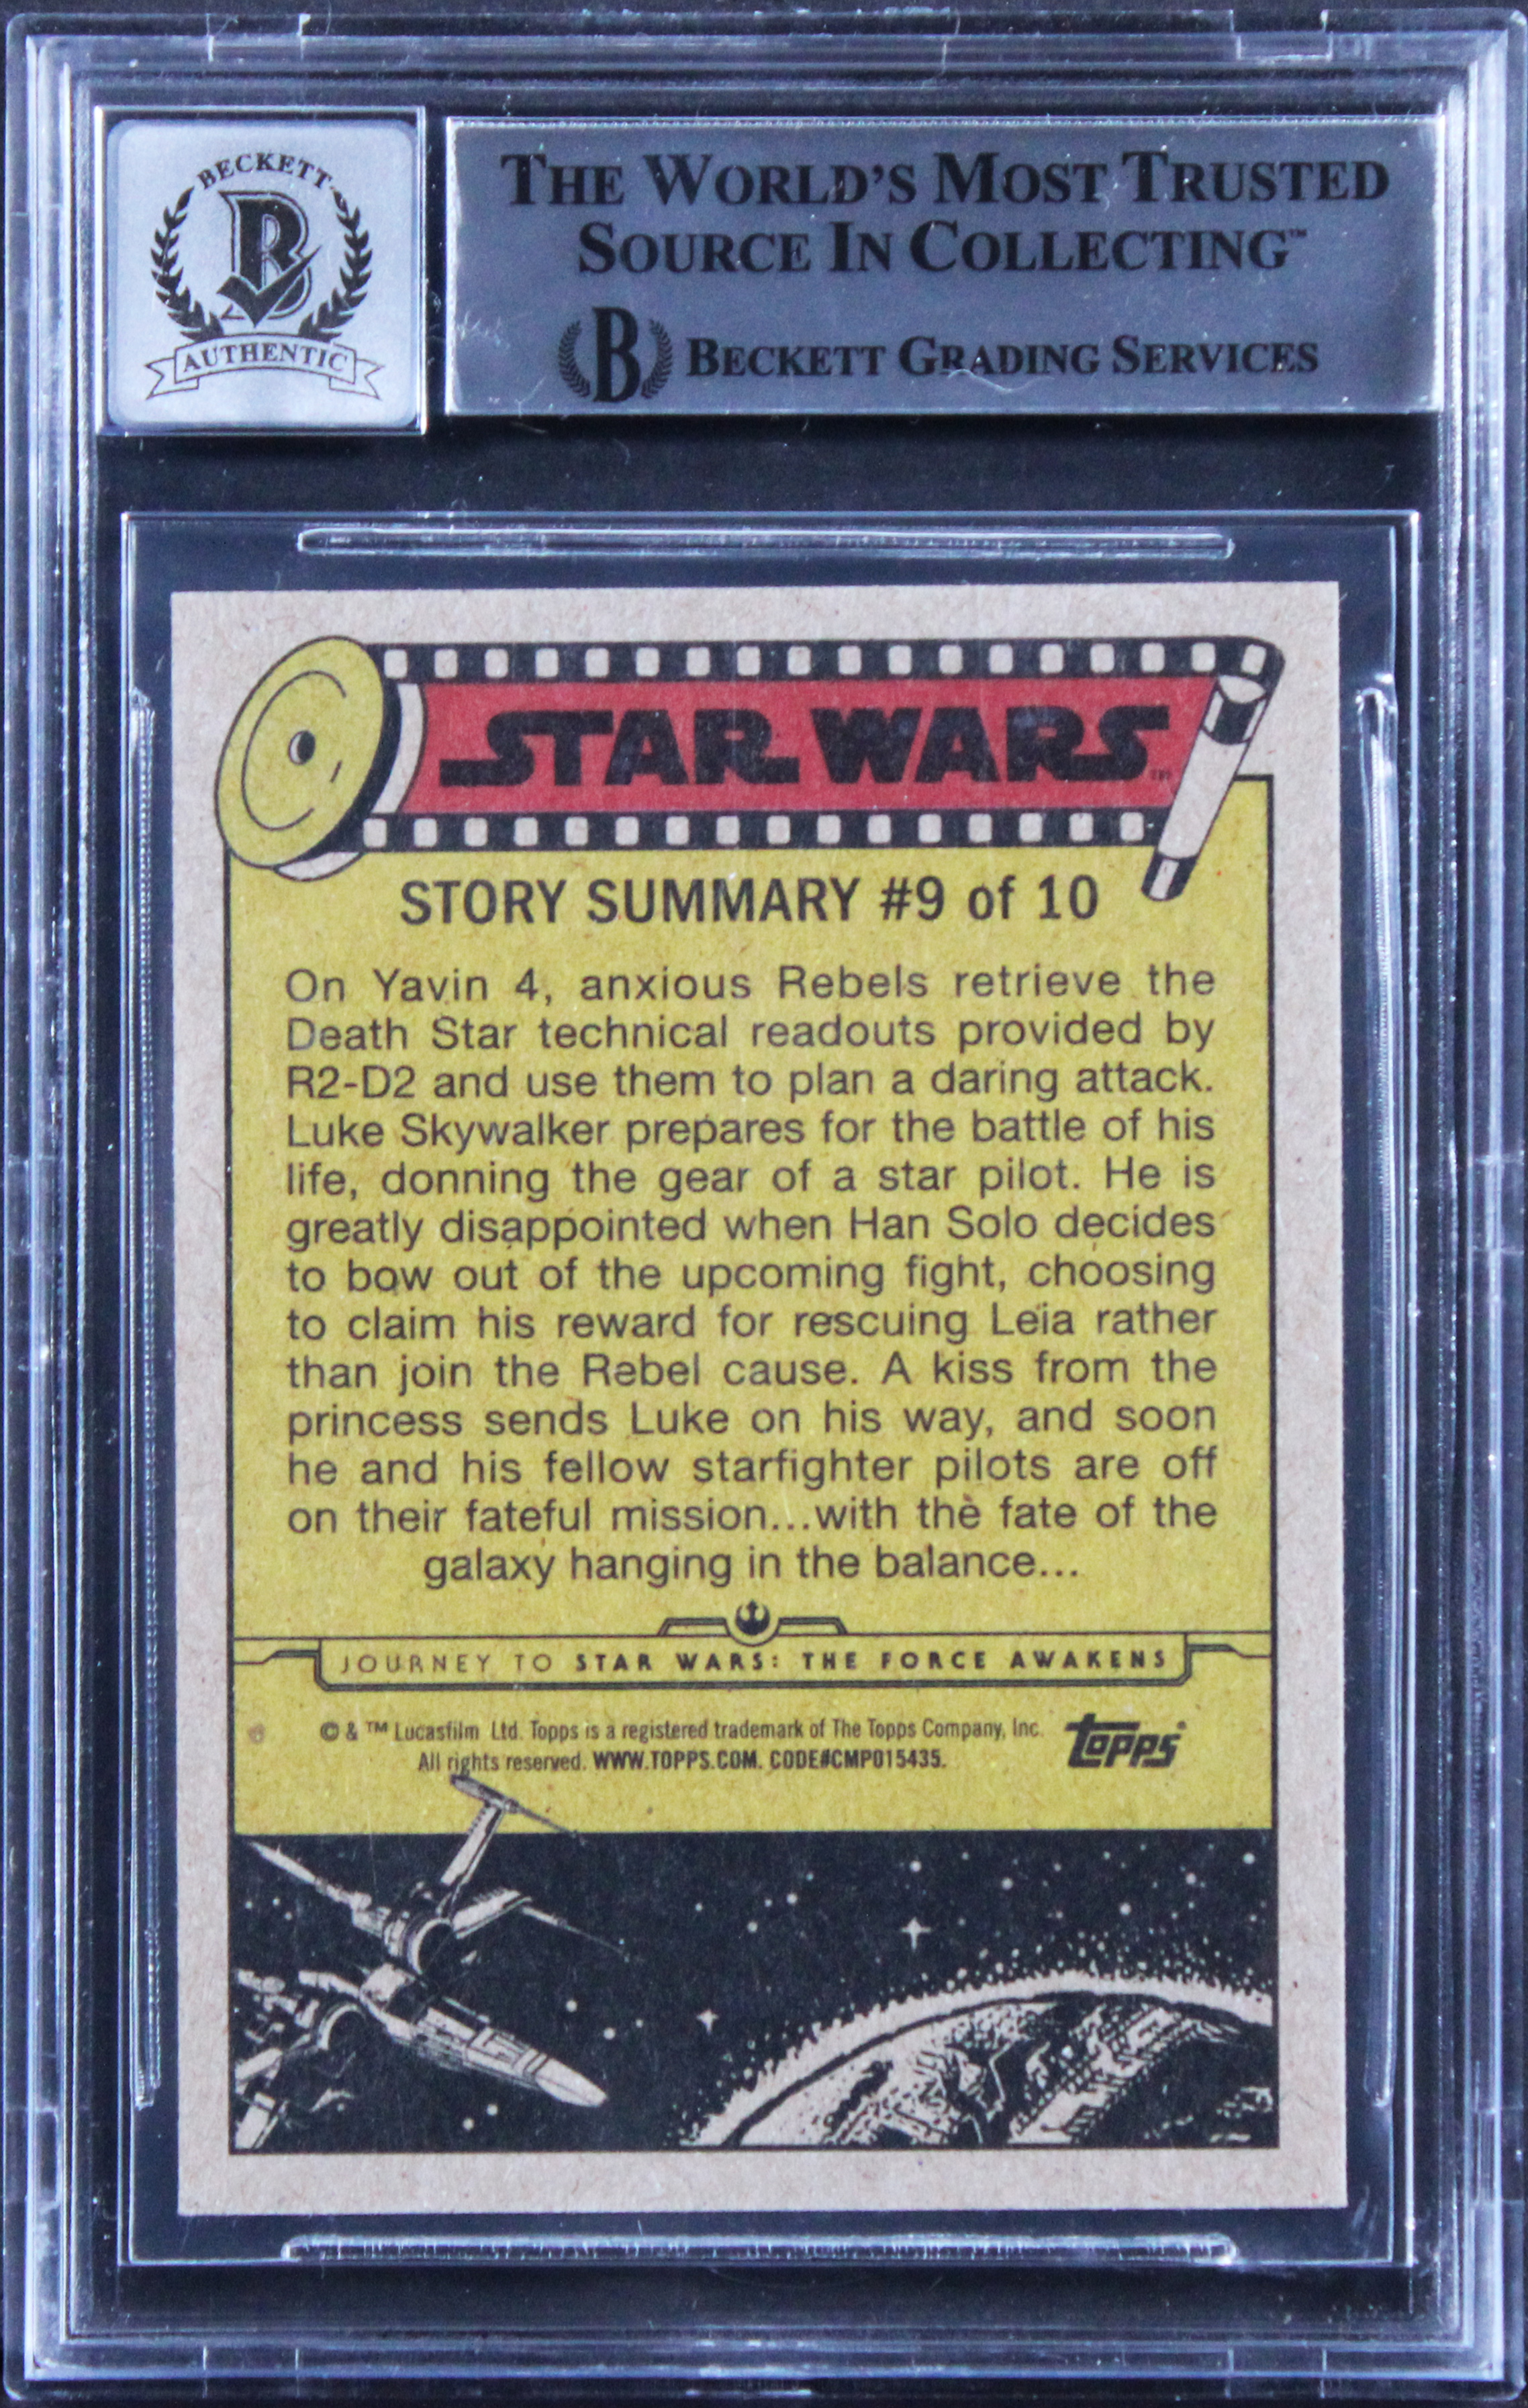 BECKETT
B
AUTHENTIC
THE WORLD'S MOST TRUSTED
SOURCE IN COLLECTING™
B BECKETT GRADING SERVICES
STAR WARS™
STORY SUMMARY #9 of 10
On Yavin 4, anxious Rebels retrieve the
Death Star technical readouts provided by
R2-D2 and use them to plan a daring attack.
Luke Skywalker prepares for the battle of his
life, donning the gear of a star pilot. He is
greatly disappointed when Han Solo decides
to bow out of the upcoming fight, choosing
to claim his reward for rescuing Leia rather
than join the Rebel cause. A kiss from the
princess sends Luke on his way, and soon
he and his fellow starfighter pilots are off
on their fateful mission...with the fate of the
galaxy hanging in the balance...
JOURNEY TO STAR WARS: THE FORCE AWAKENS
© & ™ Lucasfilm Ltd. Topps is a registered trademark of The Topps Company, Inc.
All rights reserved. WWW.TOPPS.COM. CODE#CMP015435.
topps®